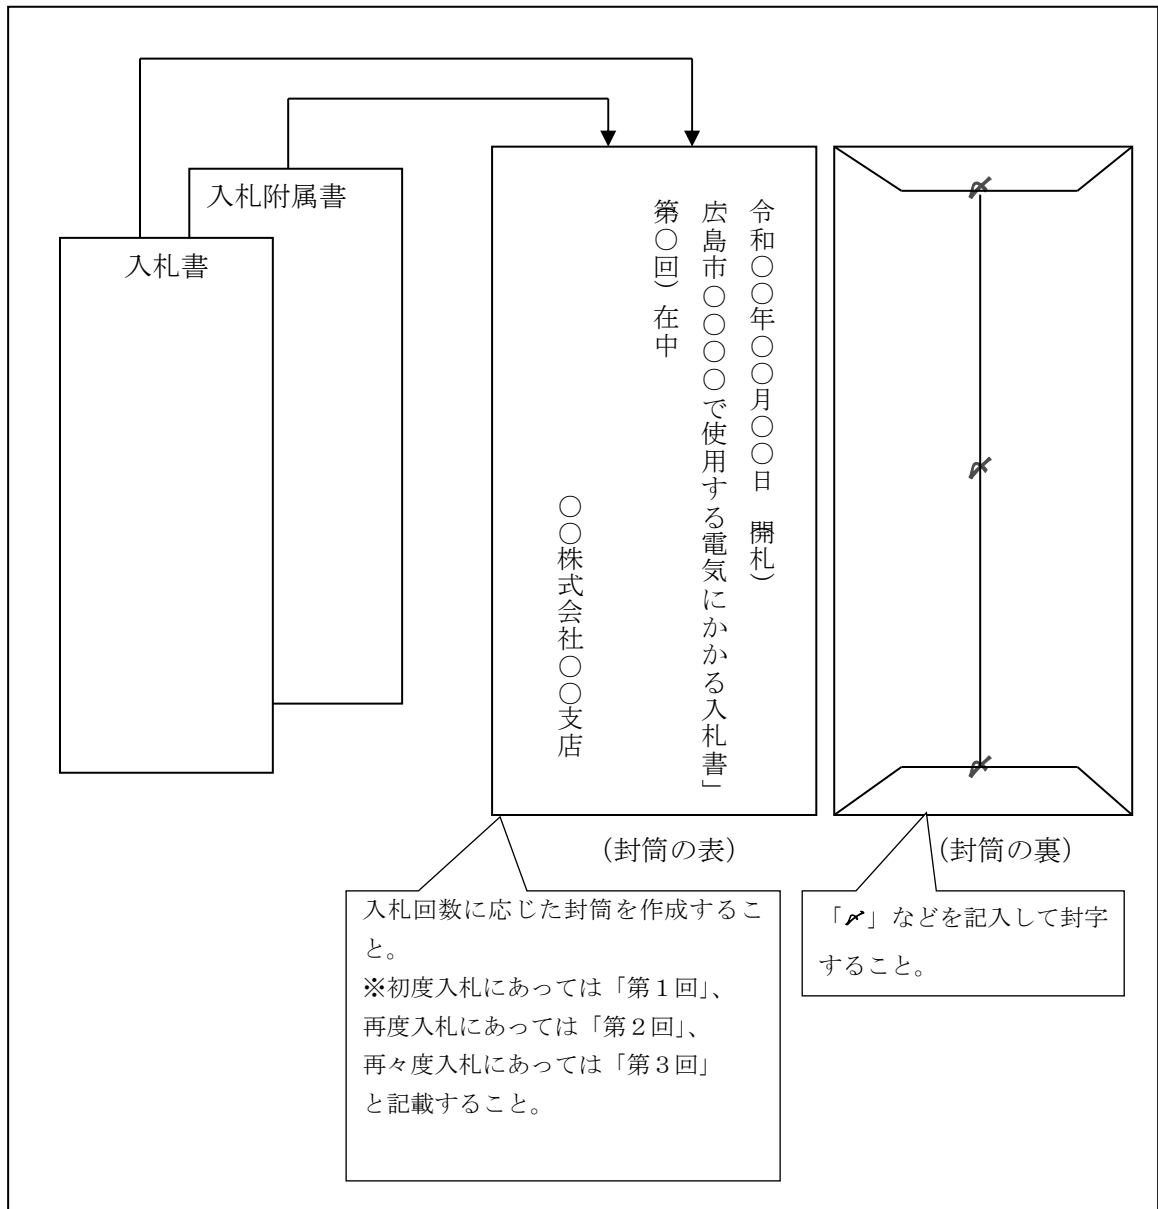 入札附属書
入札書
令和〇〇年〇〇月〇〇日　開札）
「広島市〇〇〇〇で使用する電気にかかる入札書」
（第〇回）在中
〇〇株式会社〇〇支店
（封筒の表）
（封筒の裏）
〆
〆
〆
入札回数に応じた封筒を作成するこ
と。
※初度入札にあっては「第１回」、
再度入札にあっては「第２回」、
再々度入札にあっては「第３回」
と記載すること。
「〆」などを記入して封字
すること。